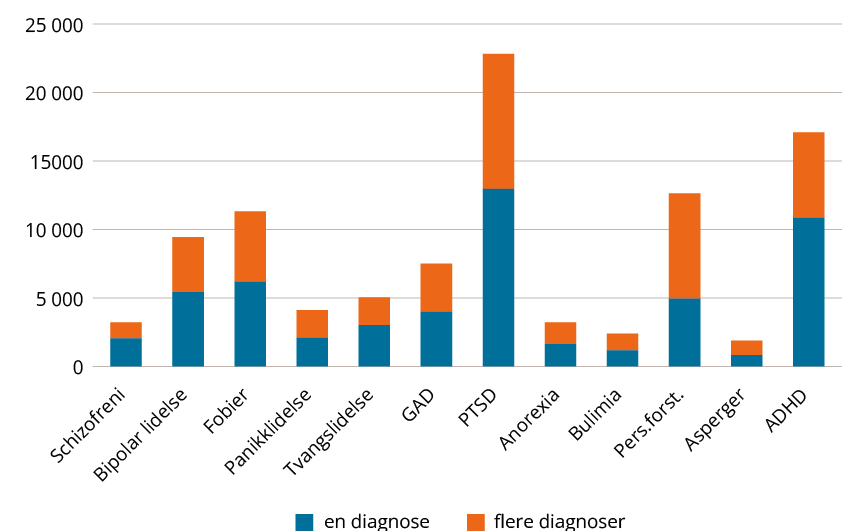 25 000
20 000
15000
10 000
5 000
0
Schizofreni
Bipolar lidelse
Fobier
Panikklidelse
Tvangslidelse
GAD
PTSD
Anorexia
Bulimia
Pers.forst.
Asperger
ADHD
en diagnose flere diagnoser